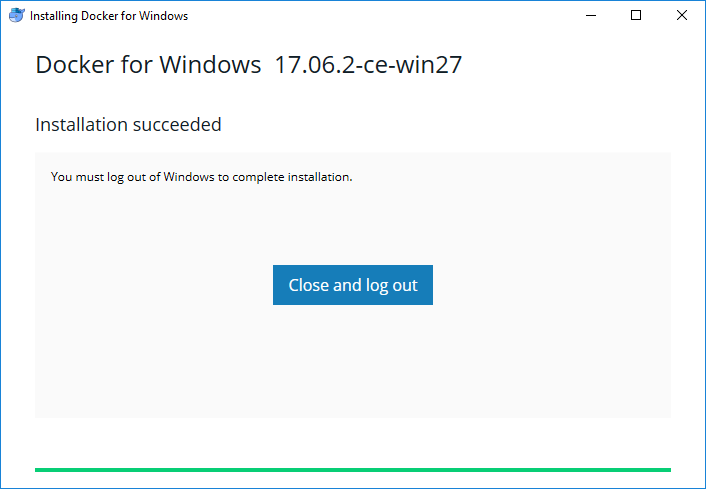 Installing Docker for Windows
Docker for Windows 17.06.2-ce-win27
Installation succeeded
You must log out of Windows to complete installation.
Close and log out